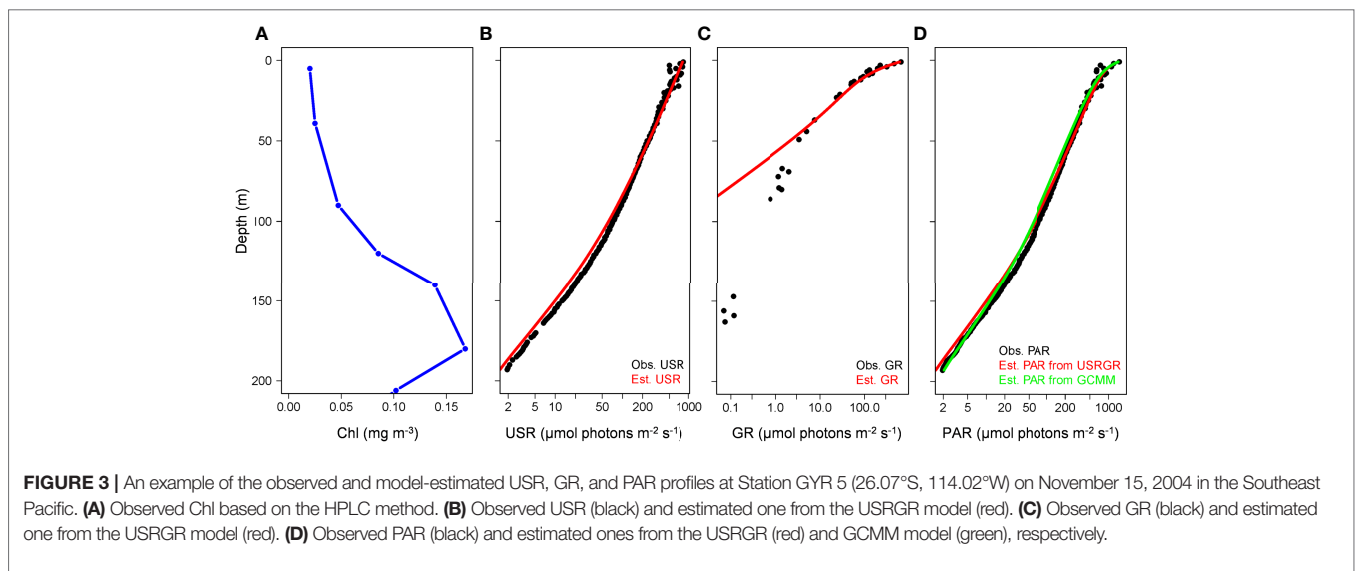 A
B
C
D
0
50
100
150
200
Depth (m)
0.00 0.05 0.10 0.15
Chl (mg m-3)
Obs. USR
Est. USR
2 5 10 50 200 1000
USR (μmol photons m-2 s-1)
Obs. GR
Est. GR
0.1 1.0 10.0 100.0
GR (μmol photons m-2 s-1)
Obs. PAR
Est. PAR from USRGR
Est. PAR from GCMM
2 5 20 50 200 1000
PAR (μmol photons m-2 s-1)
FIGURE 3 | An example of the observed and model-estimated USR, GR, and PAR profiles at Station GYR 5 (26.07°S, 114.02°W) on November 15, 2004 in the Southeast
Pacific. (A) Observed Chl based on the HPLC method. (B) Observed USR (black) and estimated one from the USRGR model (red). (C) Observed GR (black) and estimated
one from the USRGR model (red). (D) Observed PAR (black) and estimated ones from the USRGR (red) and GCMM model (green), respectively.